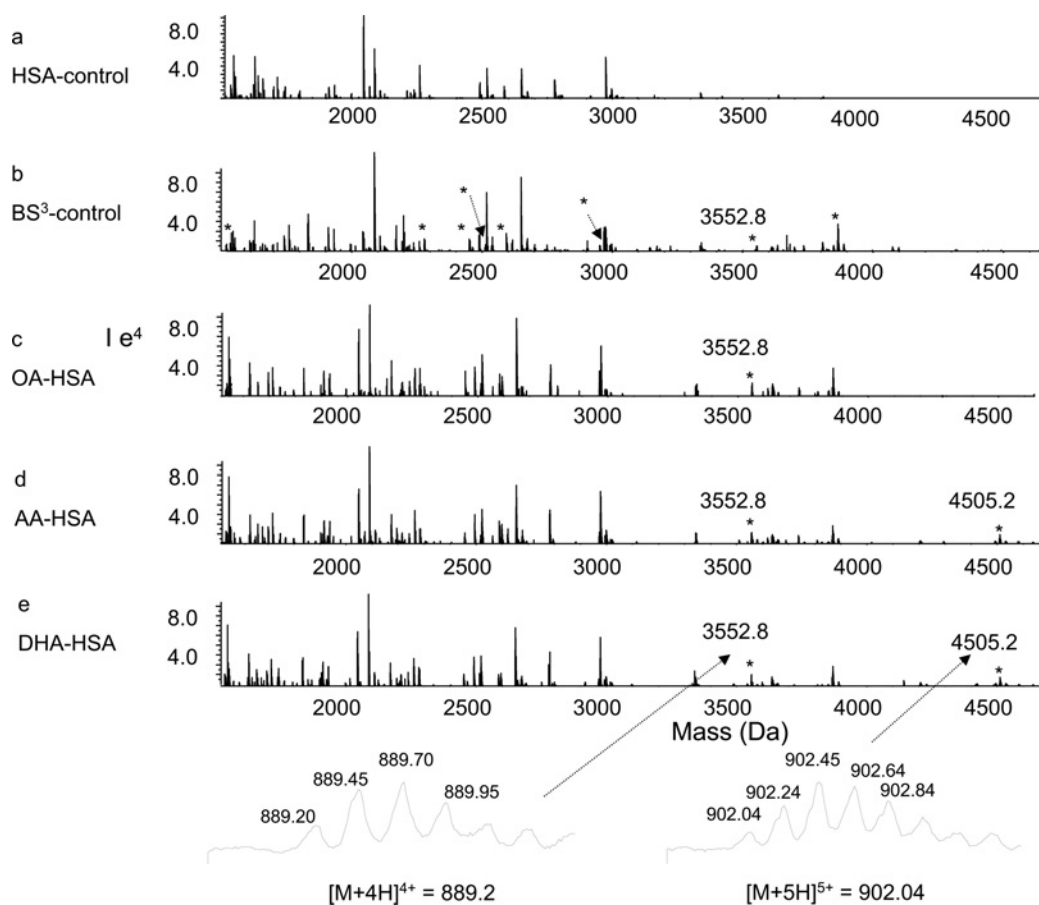 a
HSA-control
8.0
4.0
2000 2500 3000 3500 4000 4500
b
BS³-control
8.0
4.0
* * * * * * 3552.8 * *
2000 2500 3000 3500 4000 4500
c I e⁴
OA-HSA
8.0
4.0
3552.8
*
2000 2500 3000 3500 4000 4500
d
AA-HSA
8.0
4.0
3552.8 4505.2
* *
2000 2500 3000 3500 4000 4500
e
DHA-HSA
8.0
4.0
3552.8 4505.2
* *
2000 2500 3000 3500 4000 4500
Mass (Da)
889.20 889.45 889.70 889.95
902.04 902.24 902.45 902.64 902.84
[M+4H]⁴⁺ = 889.2 [M+5H]⁵⁺ = 902.04